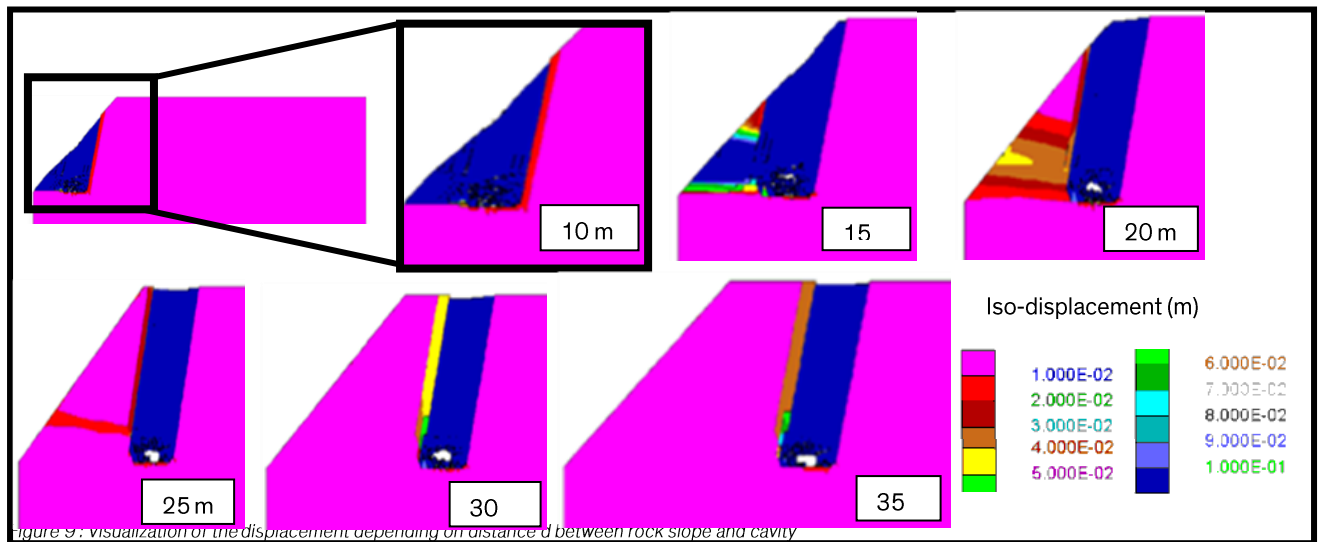 10 m
15
20 m
Iso-displacement (m)
1.000E-02
2.000E-02
3.000E-02
4.000E-02
5.000E-02
6.000E-02
7.000E-02
8.000E-02
9.000E-02
1.000E-01
25 m
30
35
Figure 9 : Visualization of the displacement depending on distance d between rock slope and cavity